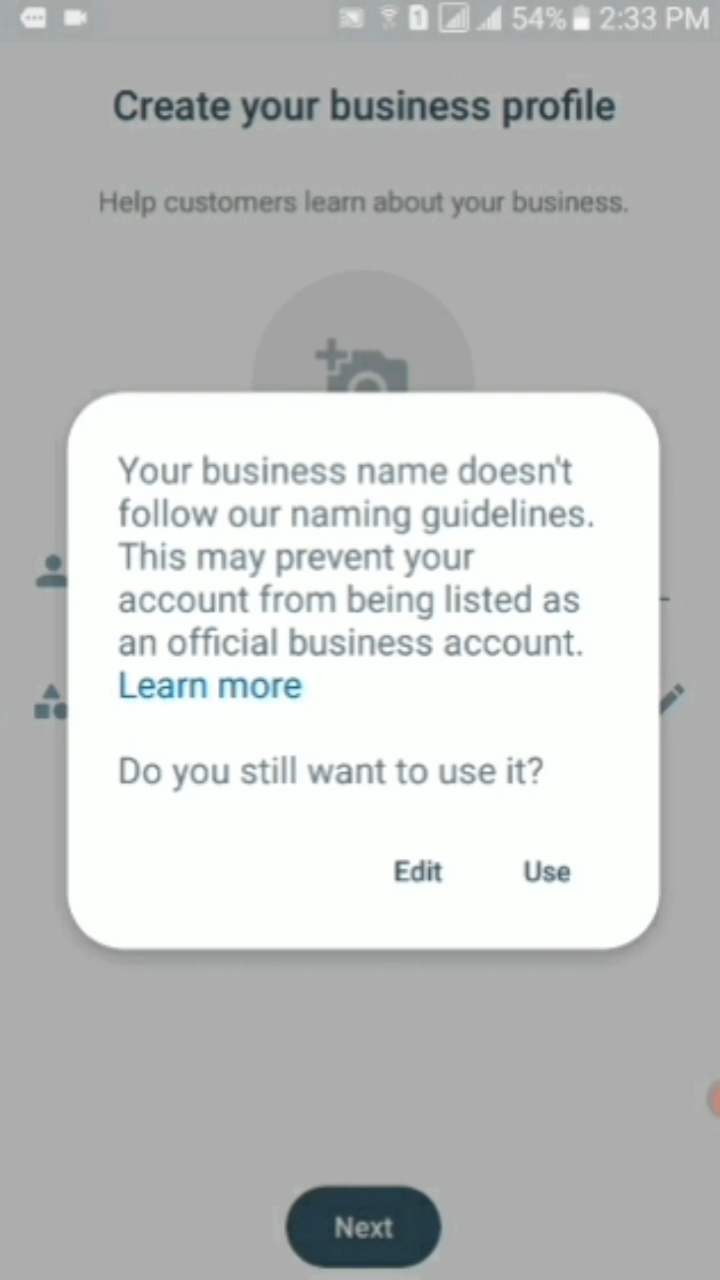 1 54% 2:33 PM
Create your business profile
Help customers learn about your business.
Your business name doesn't
follow our naming guidelines.
This may prevent your
account from being listed as
an official business account.
Learn more
Do you still want to use it?
Edit Use
Next